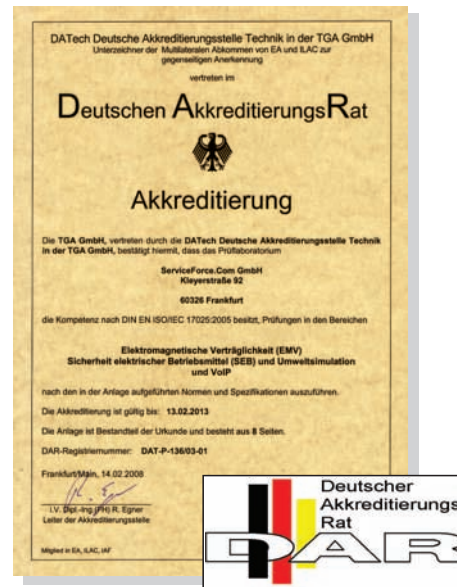 DATech Deutsche Akkreditierungsstelle Technik in der TGA GmbH
Unterzeichner der Multilateralen Abkommen von EA und ILAC zur
gegenseitigen Anerkennung
vertreten im
Deutschen AkkreditierungsRat
Akkreditierung
Die TGA GmbH, vertreten durch die DATech Deutsche Akkreditierungsstelle Technik
in der TGA GmbH, bestätigt hiermit, dass das Prüflaboratorium
ServiceForce.Com GmbH
Kleyerstraße 92
60326 Frankfurt
die Kompetenz nach DIN EN ISO/IEC 17025:2005 besitzt, Prüfungen in den Bereichen
Elektromagnetische Verträglichkeit (EMV)
Sicherheit elektrischer Betriebsmittel (SEB) und Umweltsimulation
und VoIP
nach den in der Anlage aufgeführten Normen und Spezifikationen auszuführen.
Die Akkreditierung ist gültig bis: 13.02.2013
Die Anlage ist Bestandteil der Urkunde und besteht aus 8 Seiten.
DAR-Registriernummer: DAT-P-136/03-01
Frankfurt/Main, 14.02.2008
i.V. Dipl.-Ing.(FH) R. Egner
Leiter der Akkreditierungsstelle
Mitglied in EA, ILAC, IAF
Deutscher
Akkreditierungs
Rat
DAR